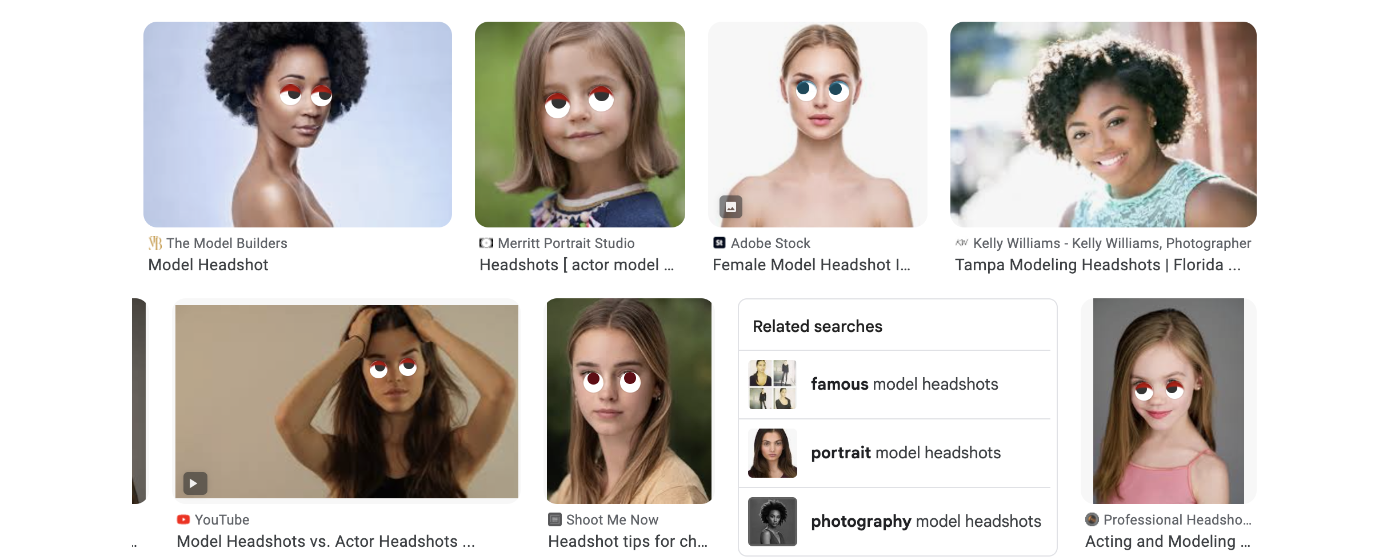 The Model Builders
Model Headshot
Merritt Portrait Studio
Headshots [ actor model ...
Adobe Stock
Female Model Headshot I...
Kelly Williams - Kelly Williams, Photographer
Tampa Modeling Headshots | Florida ...
..
YouTube
Model Headshots vs. Actor Headshots ...
Shoot Me Now
Headshot tips for ch...
Related searches
famous model headshots
portrait model headshots
photography model headshots
Professional Headsho...
Acting and Modeling ...